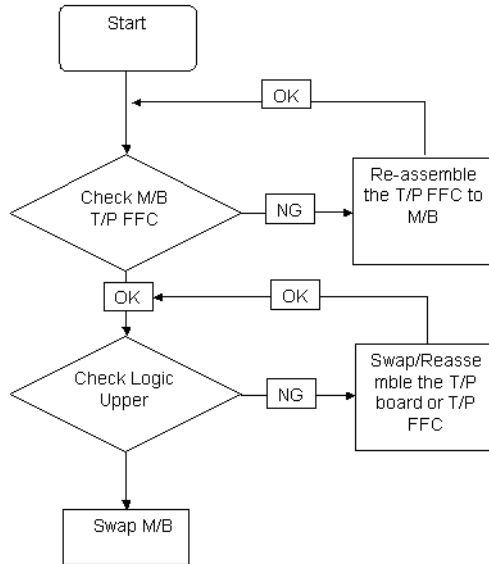 Start
OK
Check M/B
T/P FFC
NG
Re-assemble
the T/P FFC to
M/B
OK
OK
Check Logic
Upper
NG
Swap/Reasse
mble the T/P
board or T/P
FFC
Swap M/B